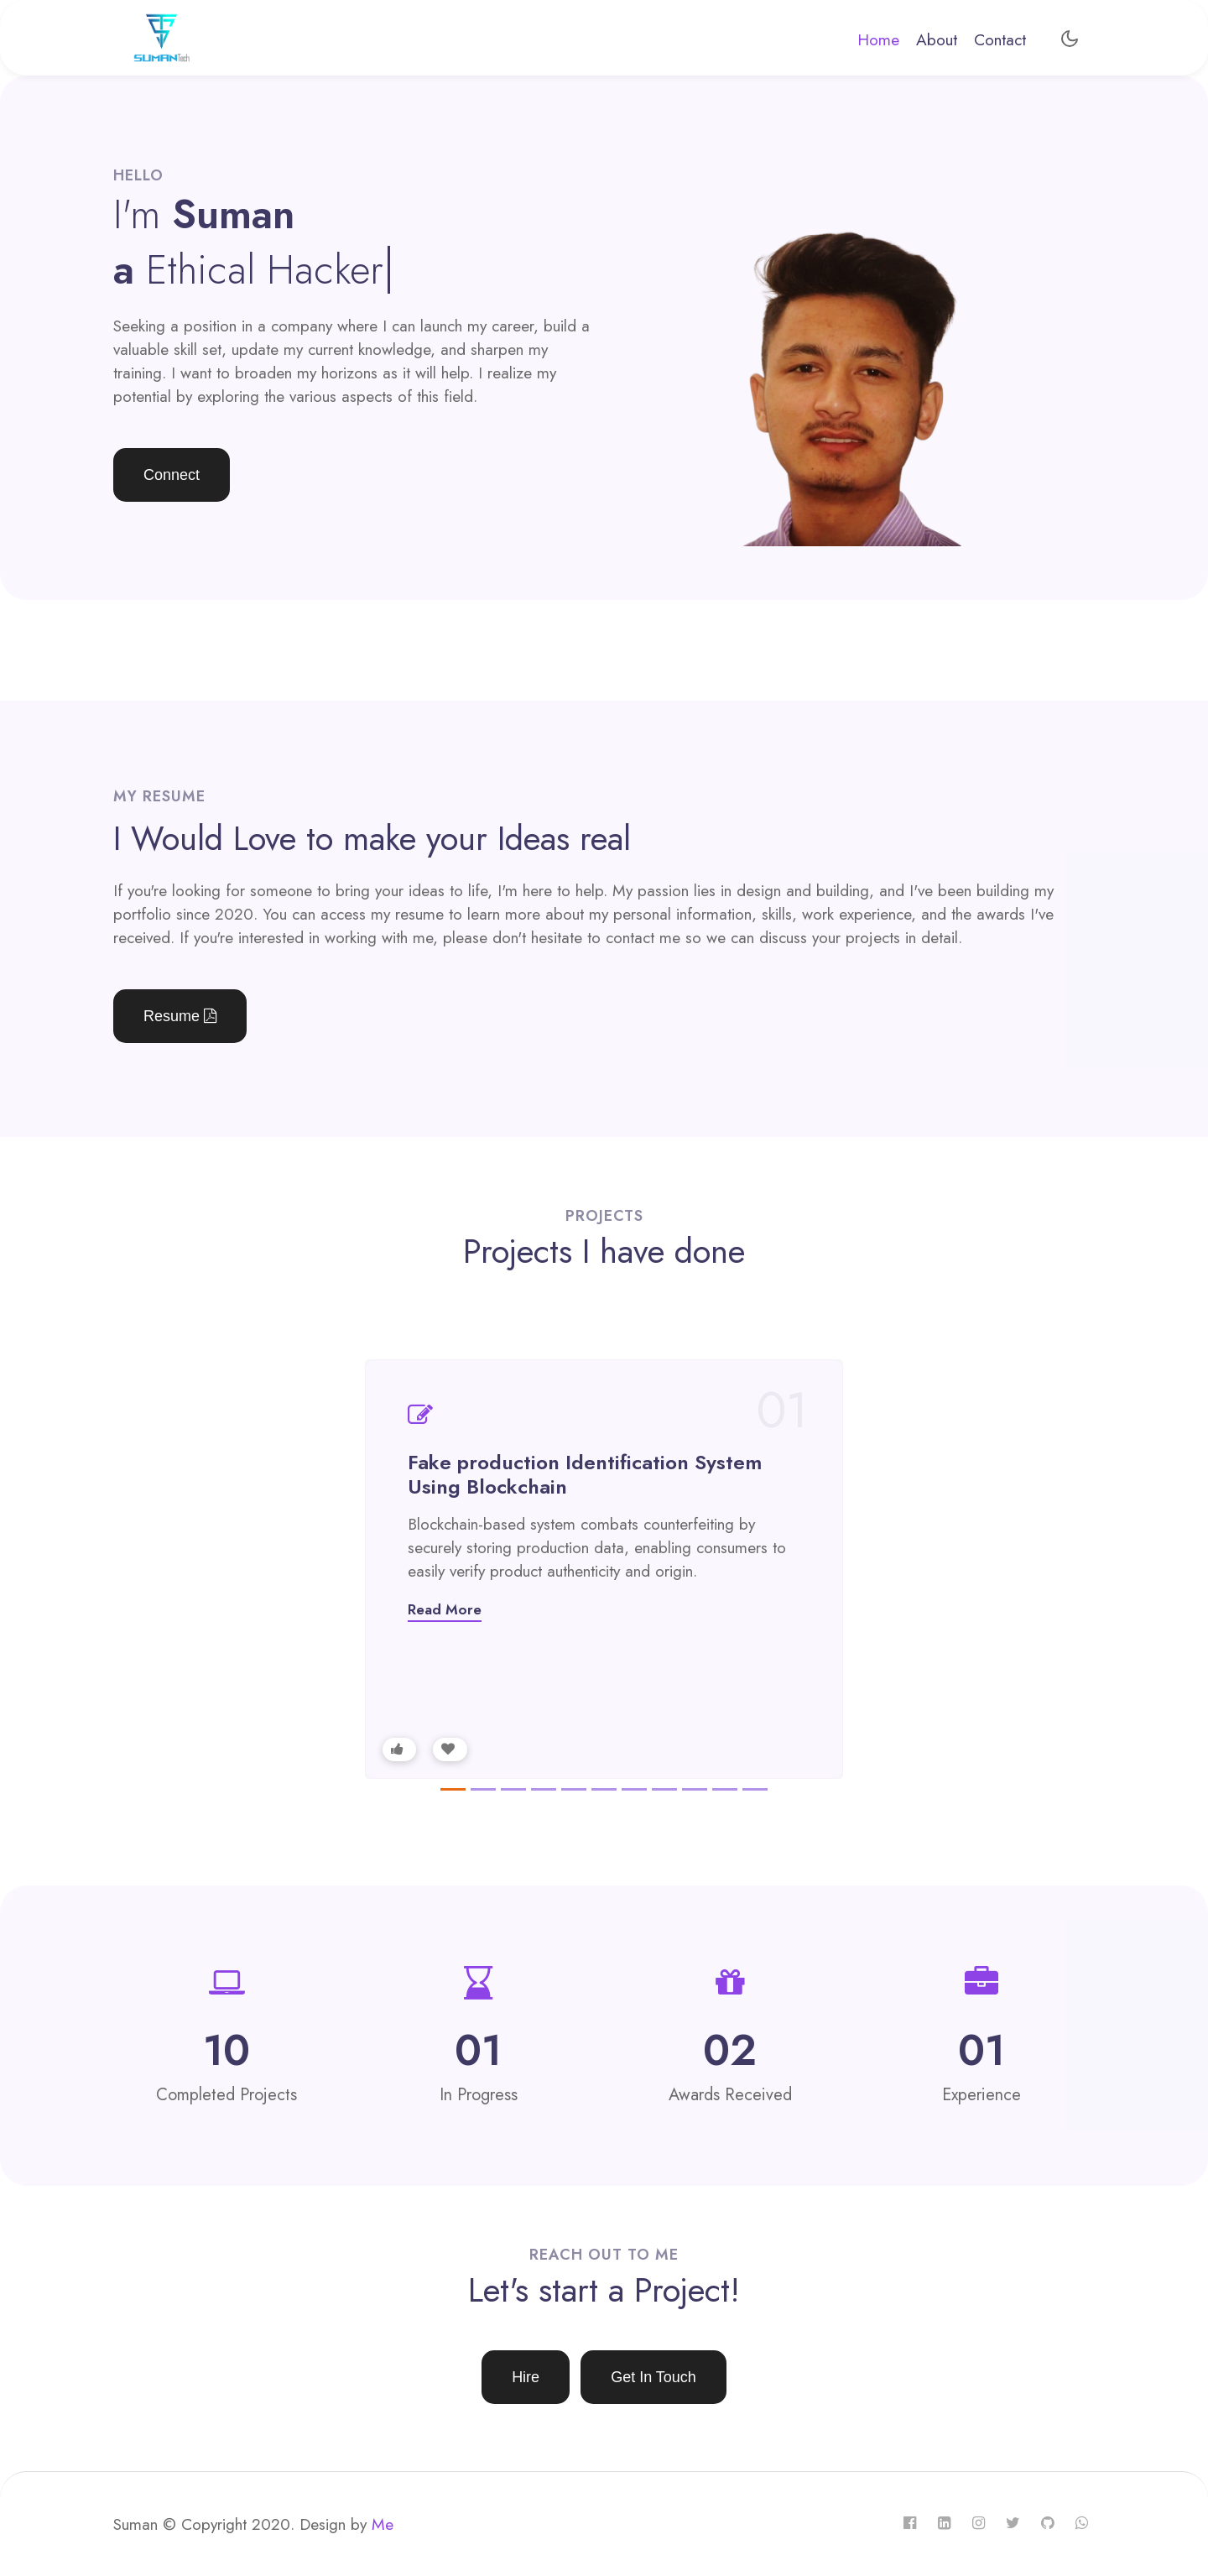 SUMANTech
Home About Contact
HELLO
I'm Suman
a Ethical Hacker|
Seeking a position in a company where I can launch my career, build a
valuable skill set, update my current knowledge, and sharpen my
training. I want to broaden my horizons as it will help. I realize my
potential by exploring the various aspects of this field.
Connect
MY RESUME
I Would Love to make your Ideas real
If you're looking for someone to bring your ideas to life, I'm here to help. My passion lies in design and building, and I've been building my
portfolio since 2020. You can access my resume to learn more about my personal information, skills, work experience, and the awards I've
received. If you're interested in working with me, please don't hesitate to contact me so we can discuss your projects in detail.
Resume
PROJECTS
Projects I have done
01
Fake production Identification System
Using Blockchain
Blockchain-based system combats counterfeiting by
securely storing production data, enabling consumers to
easily verify product authenticity and origin.
Read More
10 01 02 01
Completed Projects In Progress Awards Received Experience
REACH OUT TO ME
Let's start a Project!
Hire Get In Touch
Suman © Copyright 2020. Design by Me